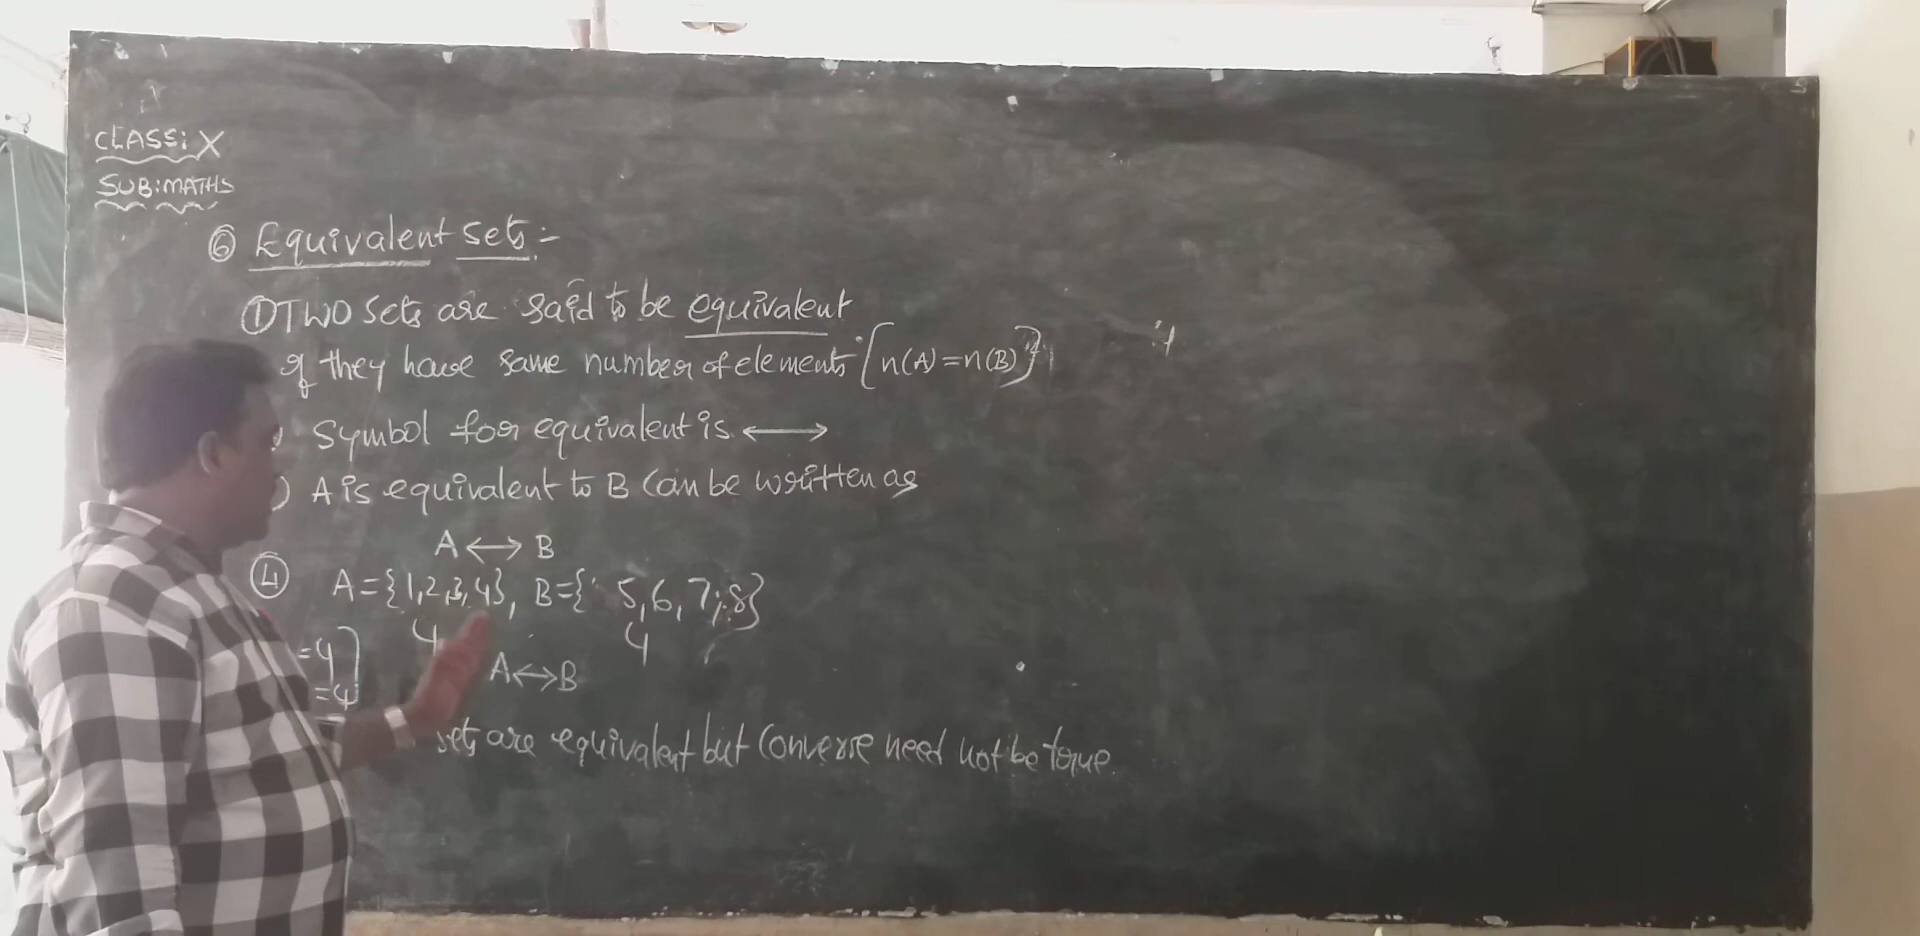 CLASS: X
SUB: MATHS
⑥ Equivalent sets :-
① TWO sets are said to be equivalent
if they have same number of elements [n(A)=n(B)]
) Symbol for equivalent is ⟷
) A is equivalent to B can be written as
A ⟷ B
④ A={1,2,3,4}, B={ 5,6,7,8}
4 4
=4
=4
A⟷B
sets are equivalent but converse need not be true.